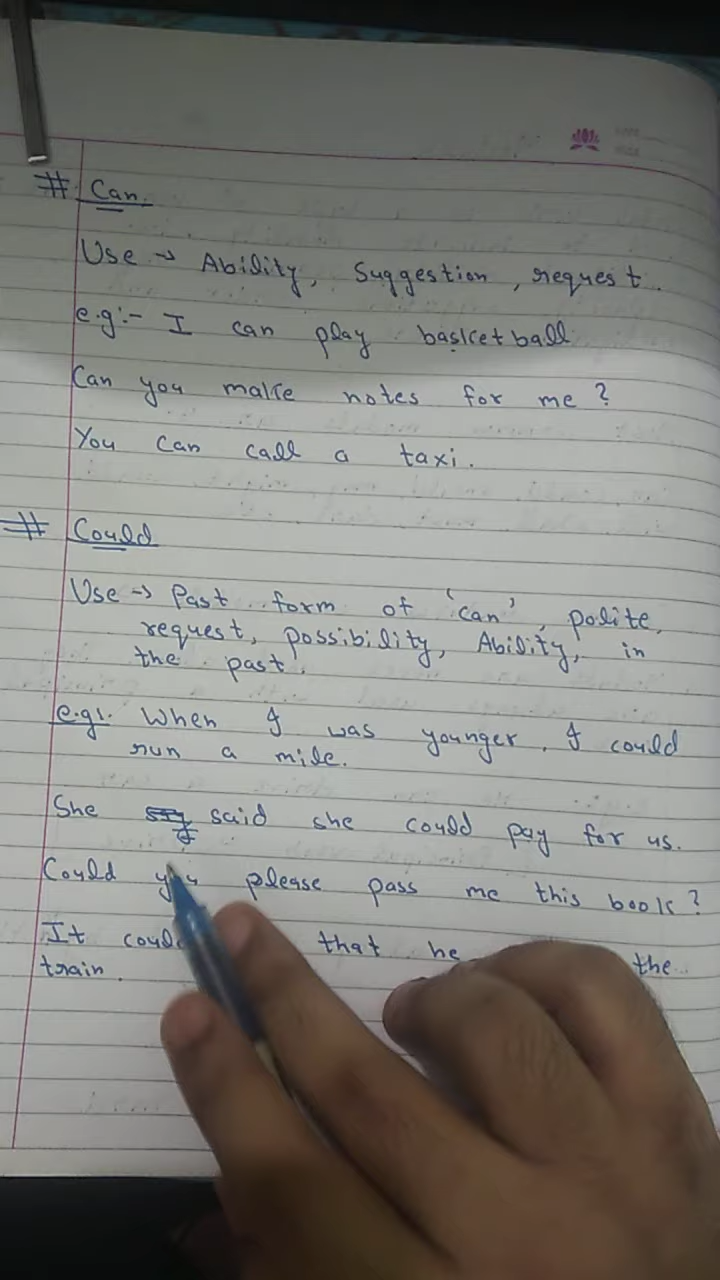 # Can.
Use → Ability, Suggestion, request.
e.g:- I can play basketball
Can you make notes for me?
You can call a taxi.
# Could
Use → Past form of 'can', polite
request, possibility, Ability, in
the past.
e.g:. When I was younger, I could
run a mile.
She said she could pay for us.
Could you please pass me this book?
It could that he the
train.